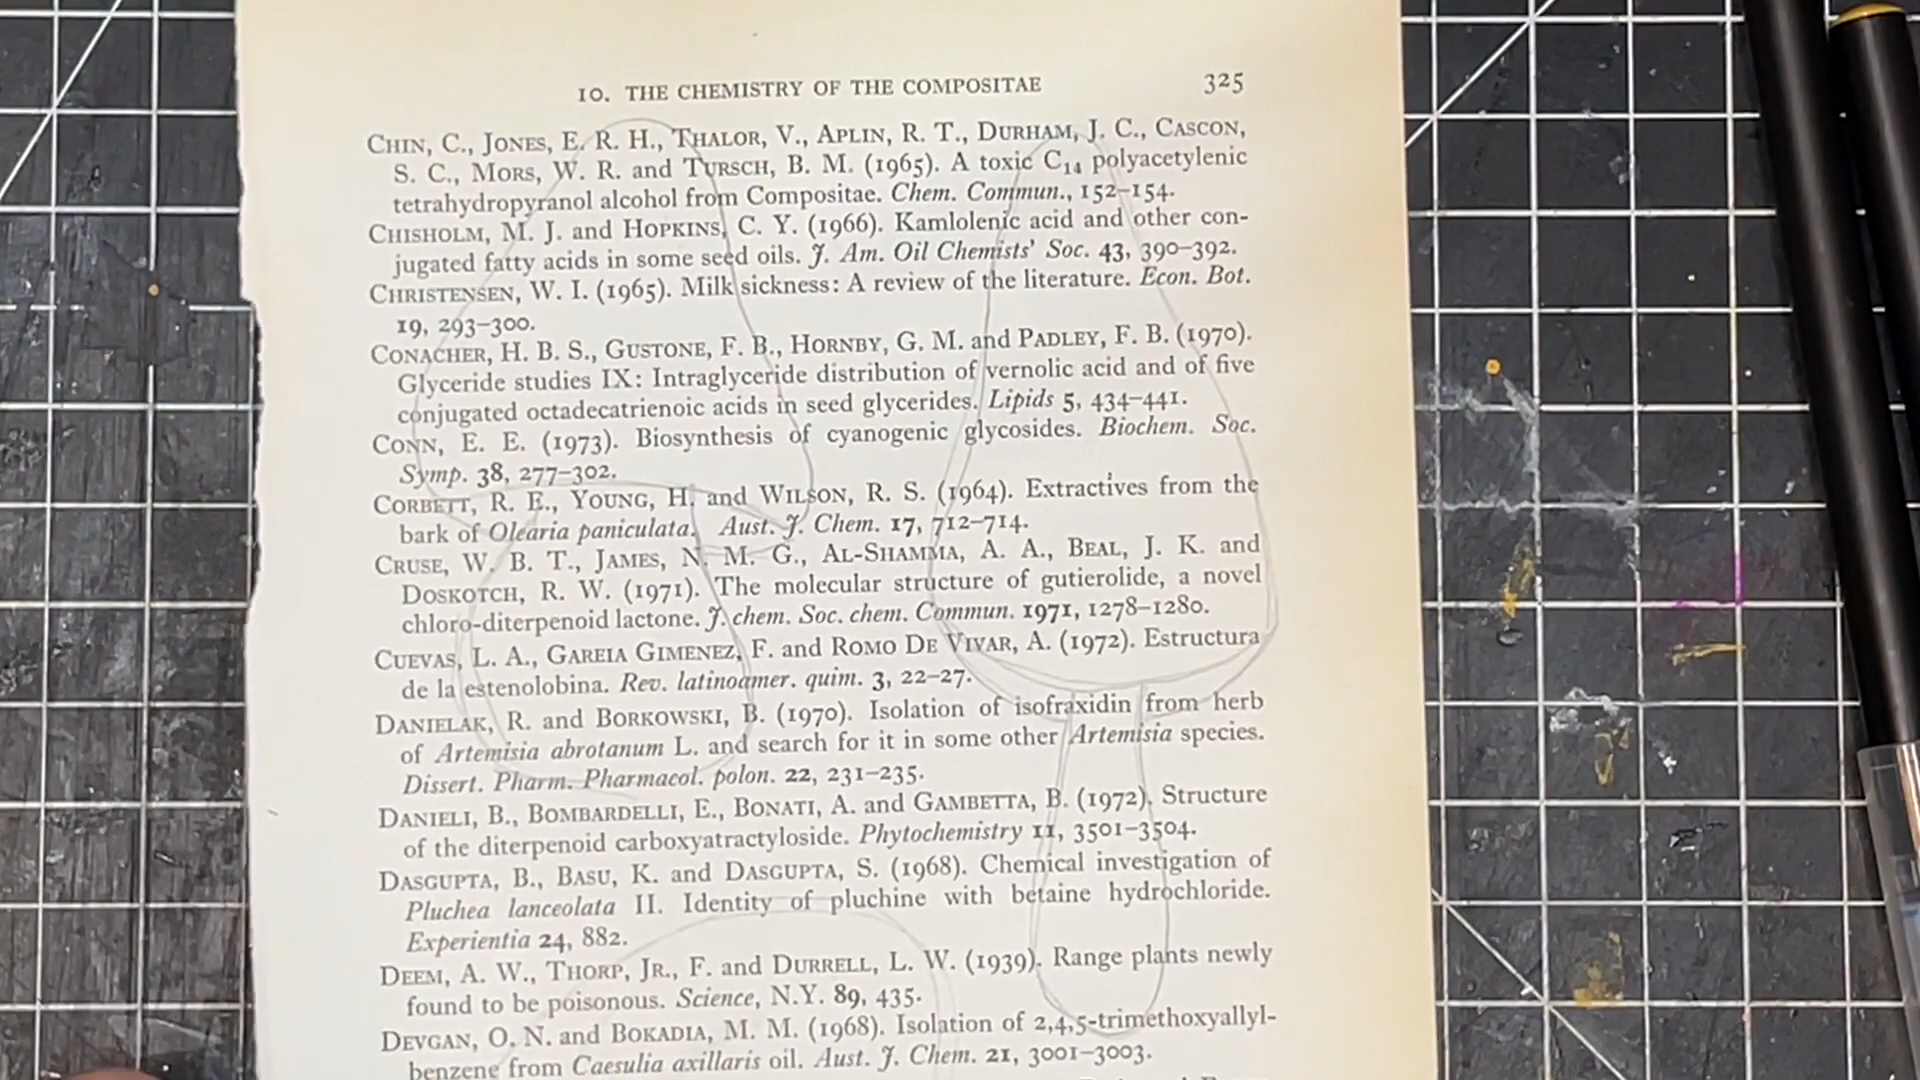 10. THE CHEMISTRY OF THE COMPOSITAE 325
CHIN, C., JONES, E. R. H., THALOR, V., APLIN, R. T., DURHAM, J. C., CASCON,
S. C., MORS, W. R. and TURSCH, B. M. (1965). A toxic C14 polyacetylenic
tetrahydropyranol alcohol from Compositae. Chem. Commun., 152–154.
CHISHOLM, M. J. and HOPKINS, C. Y. (1966). Kamlolenic acid and other con-
jugated fatty acids in some seed oils. J. Am. Oil Chemists' Soc. 43, 390–392.
CHRISTENSEN, W. I. (1965). Milk sickness: A review of the literature. Econ. Bot.
19, 293–300.
CONACHER, H. B. S., GUSTONE, F. B., HORNBY, G. M. and PADLEY, F. B. (1970).
Glyceride studies IX: Intraglyceride distribution of vernolic acid and of five
conjugated octadecatrienoic acids in seed glycerides. Lipids 5, 434–441.
CONN, E. E. (1973). Biosynthesis of cyanogenic glycosides. Biochem. Soc.
Symp. 38, 277–302.
CORBETT, R. E., YOUNG, H. and WILSON, R. S. (1964). Extractives from the
bark of Olearia paniculata. Aust. J. Chem. 17, 712–714.
CRUSE, W. B. T., JAMES, N. M. G., AL-SHAMMA, A. A., BEAL, J. K. and
DOSKOTCH, R. W. (1971). The molecular structure of gutierolide, a novel
chloro-diterpenoid lactone. J. chem. Soc. chem. Commun. 1971, 1278–1280.
CUEVAS, L. A., GAREIA GIMENEZ, F. and ROMO DE VIVAR, A. (1972). Estructura
de la estenolobina. Rev. latinoamer. quim. 3, 22–27.
DANIELAK, R. and BORKOWSKI, B. (1970). Isolation of isofraxidin from herb
of Artemisia abrotanum L. and search for it in some other Artemisia species.
Dissert. Pharm. Pharmacol. polon. 22, 231–235.
DANIELI, B., BOMBARDELLI, E., BONATI, A. and GAMBETTA, B. (1972). Structure
of the diterpenoid carboxyatractyloside. Phytochemistry 11, 3501–3504.
DASGUPTA, B., BASU, K. and DASGUPTA, S. (1968). Chemical investigation of
Pluchea lanceolata II. Identity of pluchine with betaine hydrochloride.
Experientia 24, 882.
DEEM, A. W., THORP, JR., F. and DURRELL, L. W. (1939). Range plants newly
found to be poisonous. Science, N.Y. 89, 435.
DEVGAN, O. N. and BOKADIA, M. M. (1968). Isolation of 2,4,5-trimethoxyallyl-
benzene from Caesulia axillaris oil. Aust. J. Chem. 21, 3001–3003.